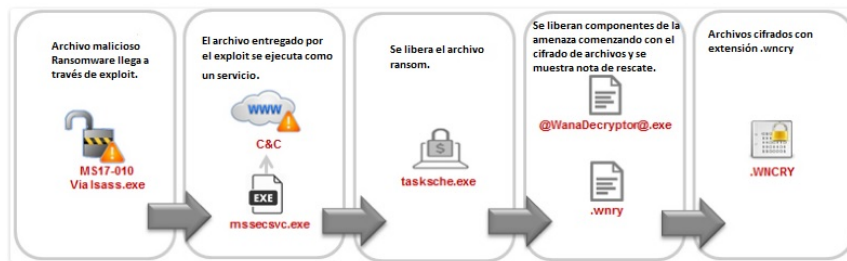 Archivo malicioso
Ransomware llega a
través de exploit.
MS17-010
Via lsass.exe
El archivo entregado por
el exploit se ejecuta como
un servicio.
WWW
C&C
EXE
mssecsvc.exe
Se libera el archivo
ransom.
$
tasksche.exe
Se liberan componentes de la
amenaza comenzando con el
cifrado de archivos y se
muestra nota de rescate.
@WanaDecryptor@.exe
.wnry
Archivos cifrados con
extensión .wncry
.WNCRY